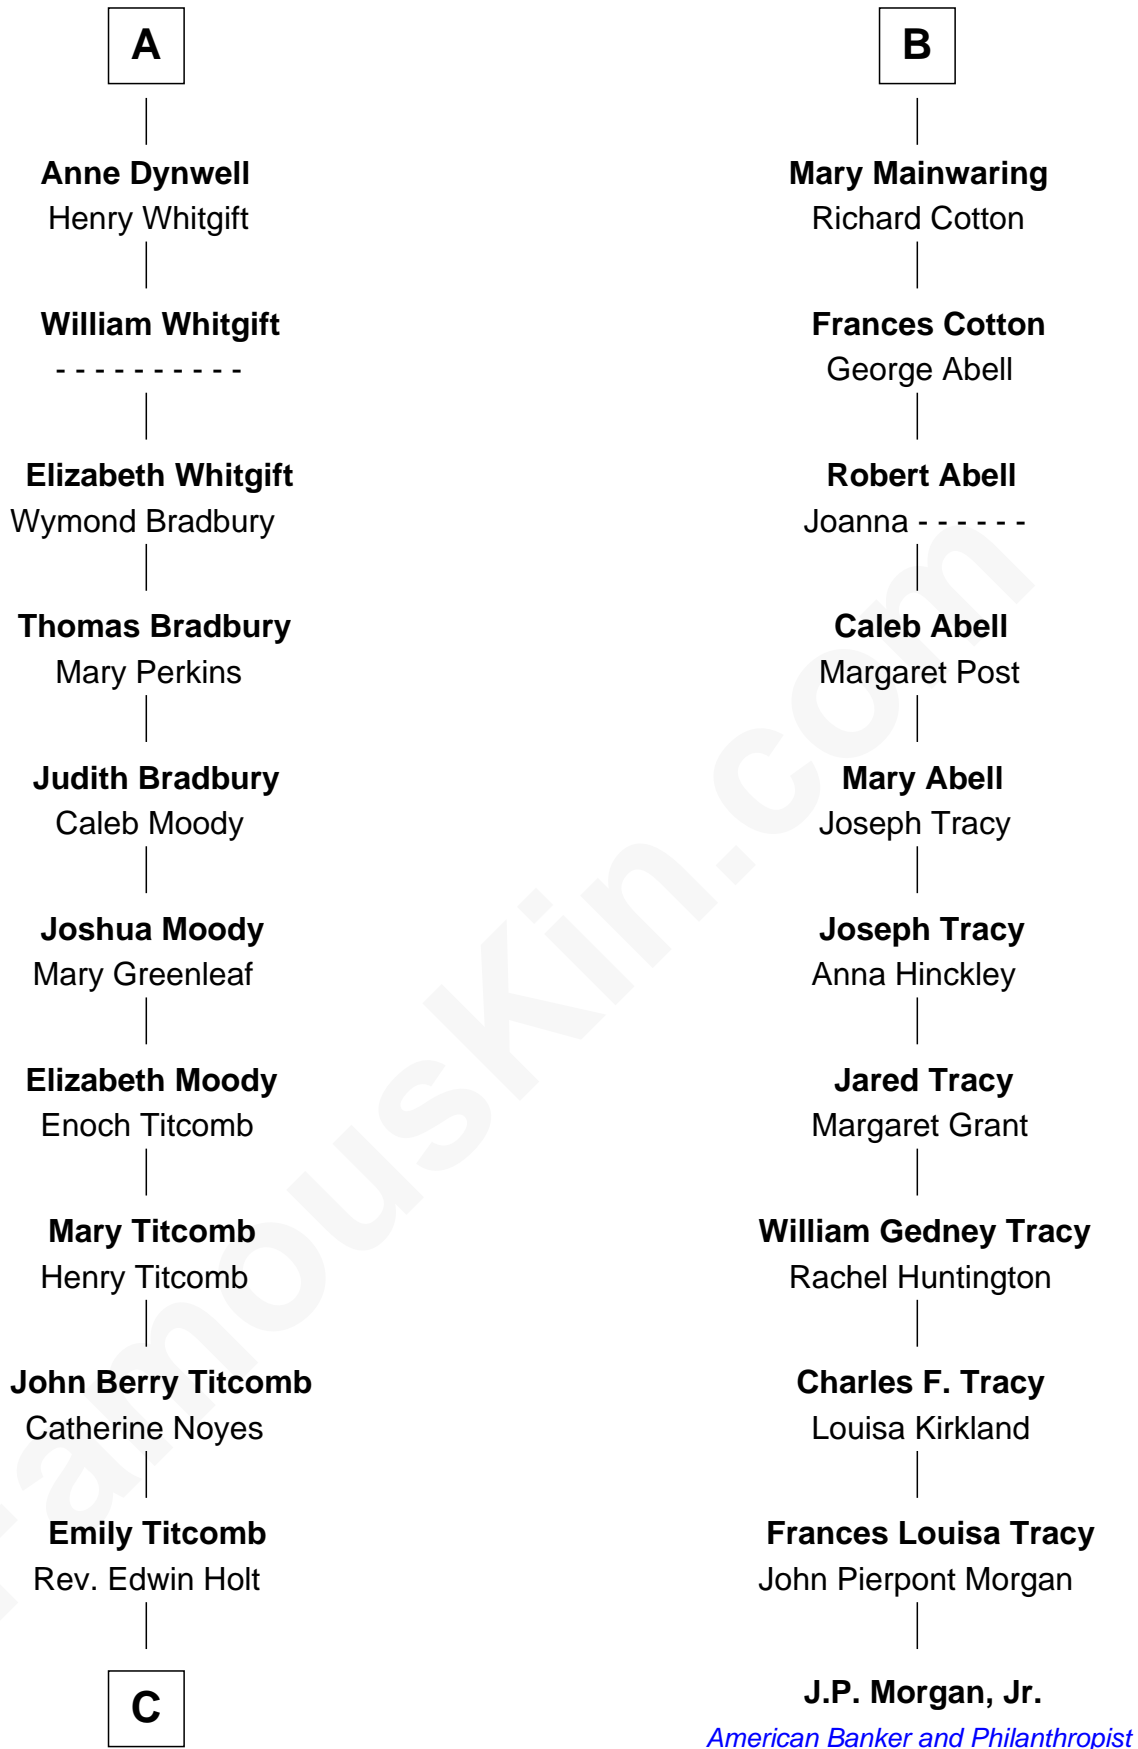 A
Anne Dynwell
Henry Whitgift
William Whitgift
- - - - - - - - - -
Elizabeth Whitgift
Wymond Bradbury
Thomas Bradbury
Mary Perkins
Judith Bradbury
Caleb Moody
Joshua Moody
Mary Greenleaf
Elizabeth Moody
Enoch Titcomb
Mary Titcomb
Henry Titcomb
John Berry Titcomb
Catherine Noyes
Emily Titcomb
Rev. Edwin Holt
C
B
Mary Mainwaring
Richard Cotton
Frances Cotton
George Abell
Robert Abell
Joanna - - - - - -
Caleb Abell
Margaret Post
Mary Abell
Joseph Tracy
Joseph Tracy
Anna Hinckley
Jared Tracy
Margaret Grant
William Gedney Tracy
Rachel Huntington
Charles F. Tracy
Louisa Kirkland
Frances Louisa Tracy
John Pierpont Morgan
J.P. Morgan, Jr.
American Banker and Philanthropist
FamousKin.com